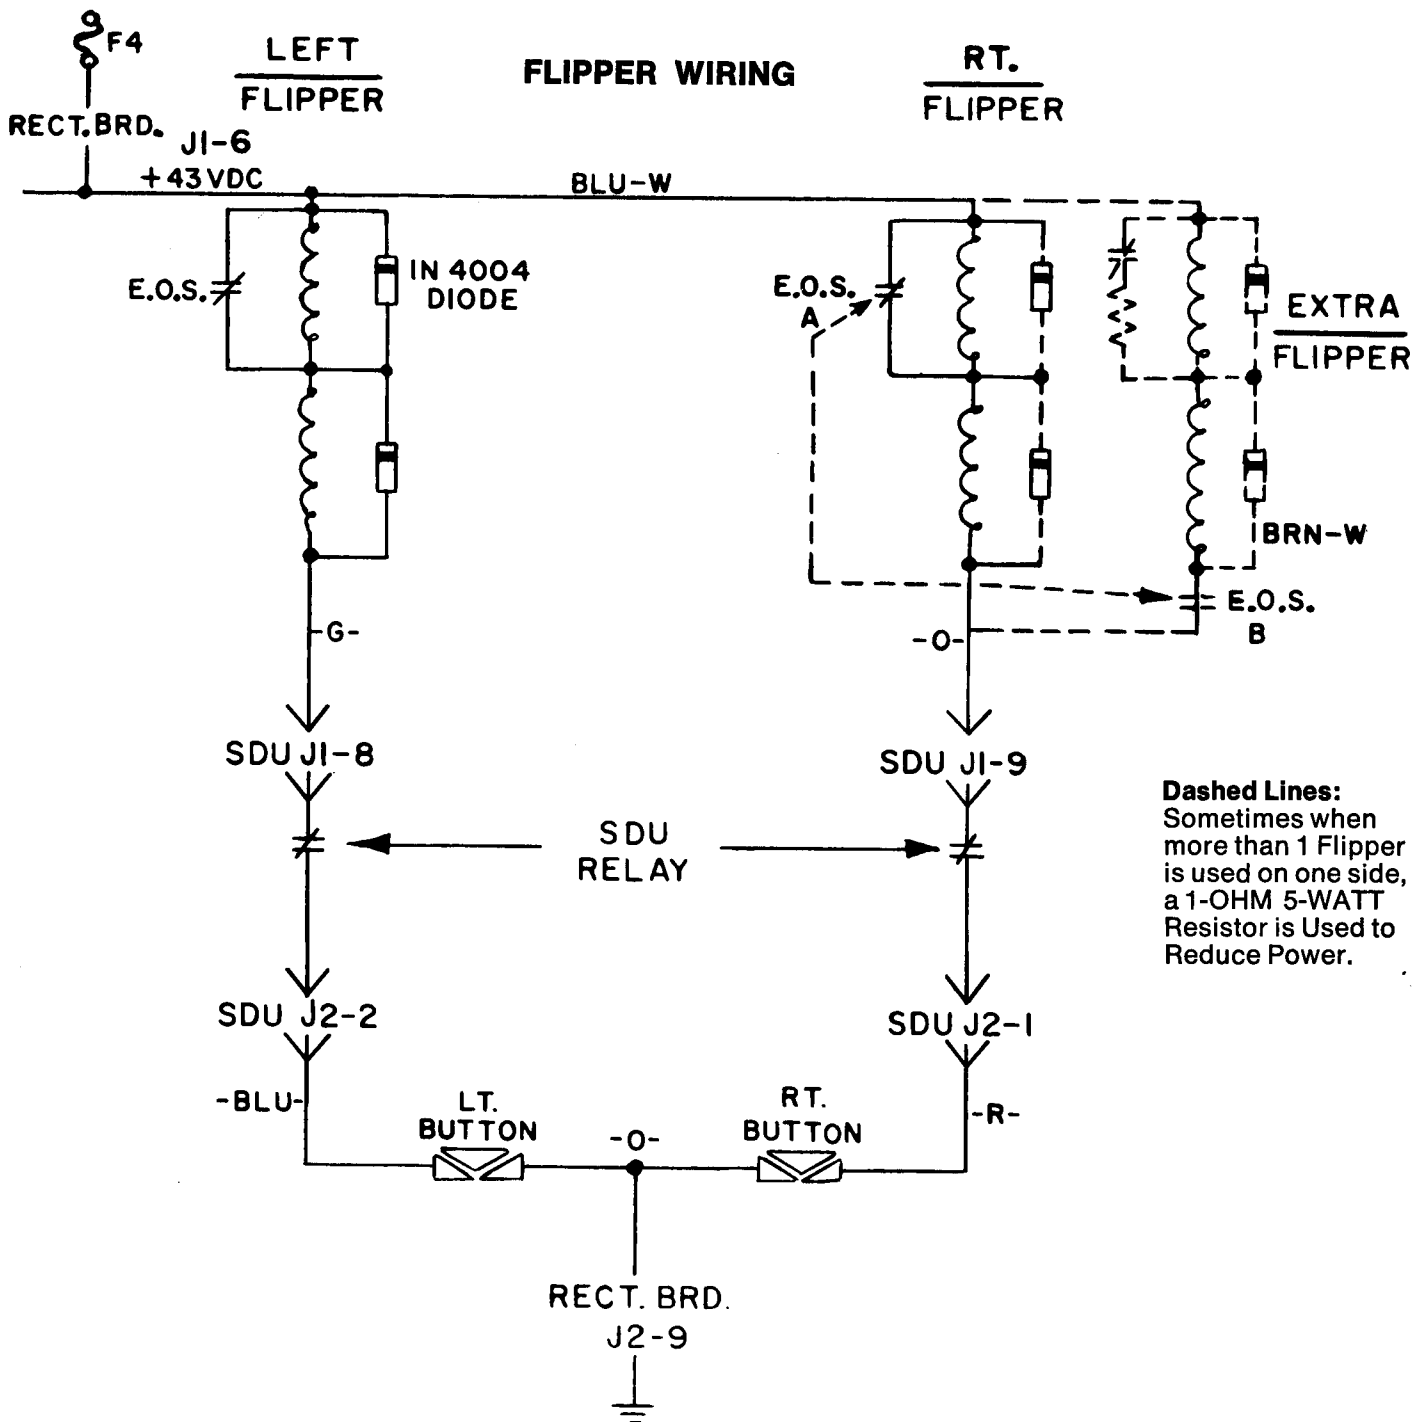 F4
LEFT
FLIPPER
FLIPPER WIRING
RT.
FLIPPER
RECT. BRD.
J1-6
+43VDC
BLU-W
E.O.S.
IN 4004
DIODE
E.O.S.
A
EXTRA
FLIPPER
BRN-W
E.O.S.
B
-G-
-O-
SDU J1-8
SDU J1-9
SDU
RELAY
Dashed Lines:
Sometimes when
more than 1 Flipper
is used on one side,
a 1-OHM 5-WATT
Resistor is Used to
Reduce Power.
SDU J2-2
SDU J2-1
-BLU-
LT.
BUTTON
-O-
RT.
BUTTON
-R-
RECT. BRD.
J2-9